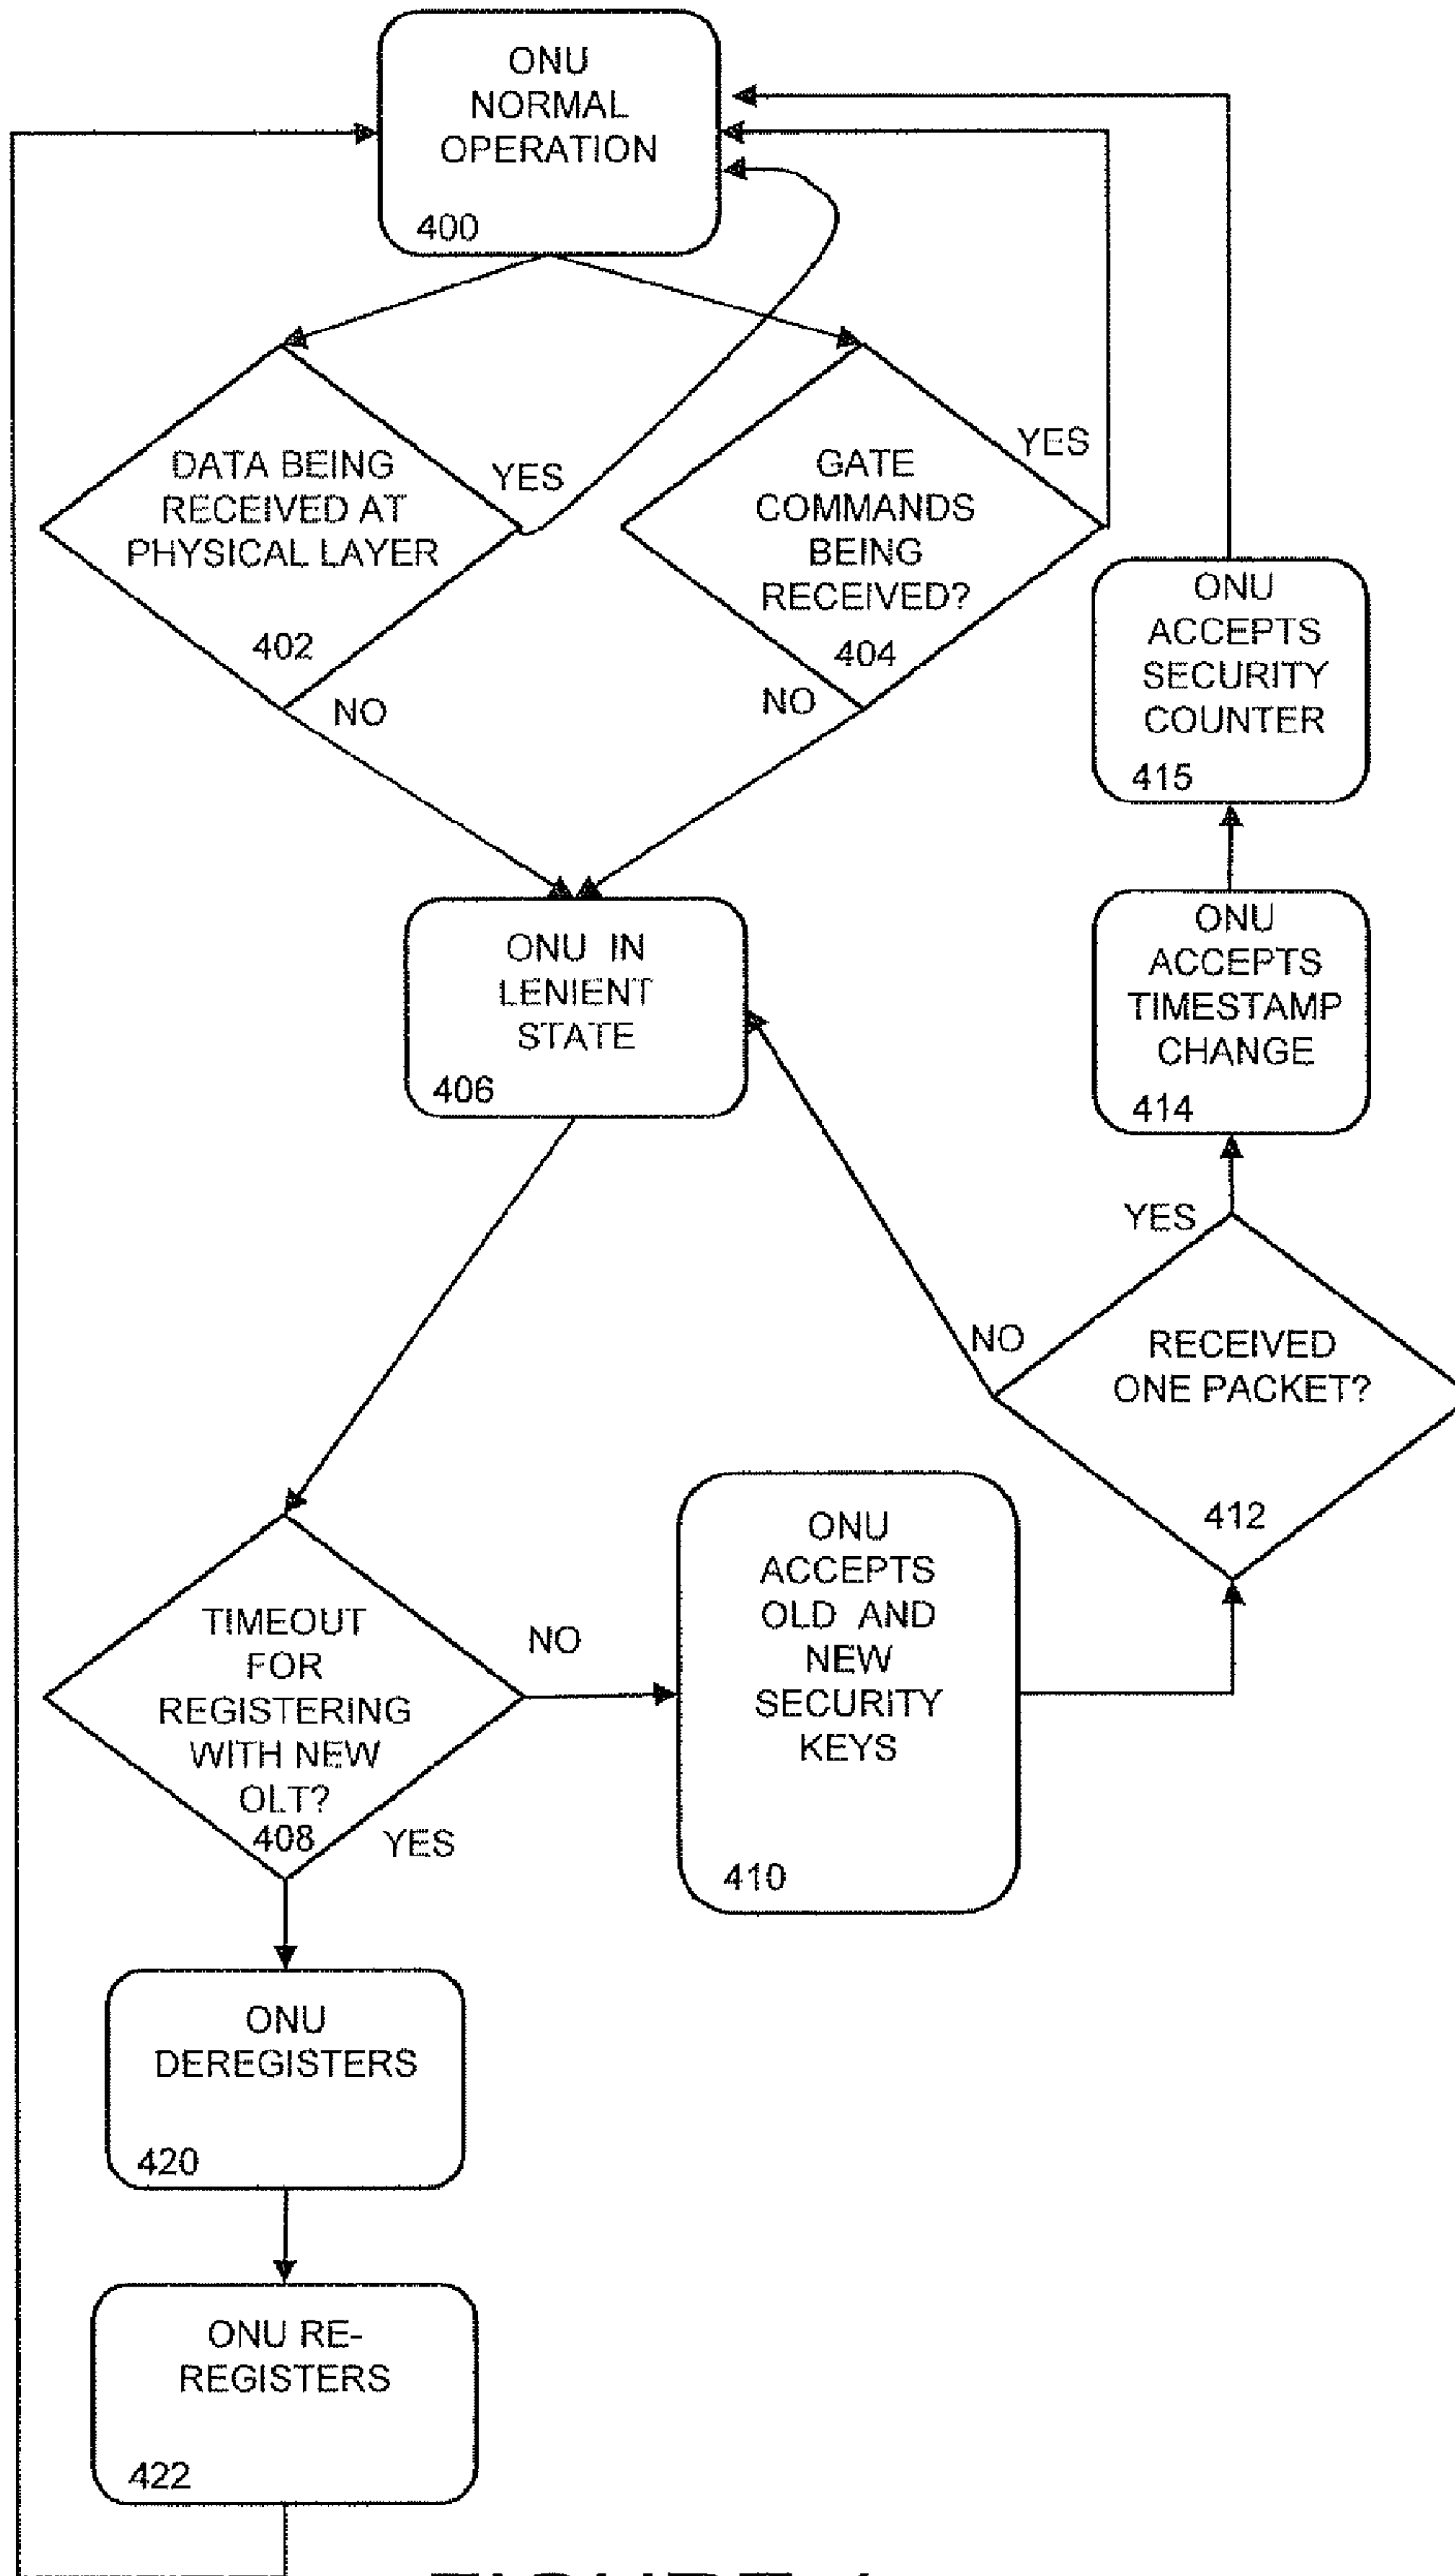 ONU
NORMAL
OPERATION
400
DATA BEING
RECEIVED AT
PHYSICAL LAYER
402
YES
NO
GATE
COMMANDS
BEING
RECEIVED?
404
YES
NO
ONU
ACCEPTS
SECURITY
COUNTER
415
ONU IN
LENIENT
STATE
406
ONU
ACCEPTS
TIMESTAMP
CHANGE
414
YES
NO
RECEIVED
ONE PACKET?
412
TIMEOUT
FOR
REGISTERING
WITH NEW
OLT?
408
NO
YES
ONU
ACCEPTS
OLD AND
NEW
SECURITY
KEYS
410
ONU
DEREGISTERS
420
ONU RE-
REGISTERS
422